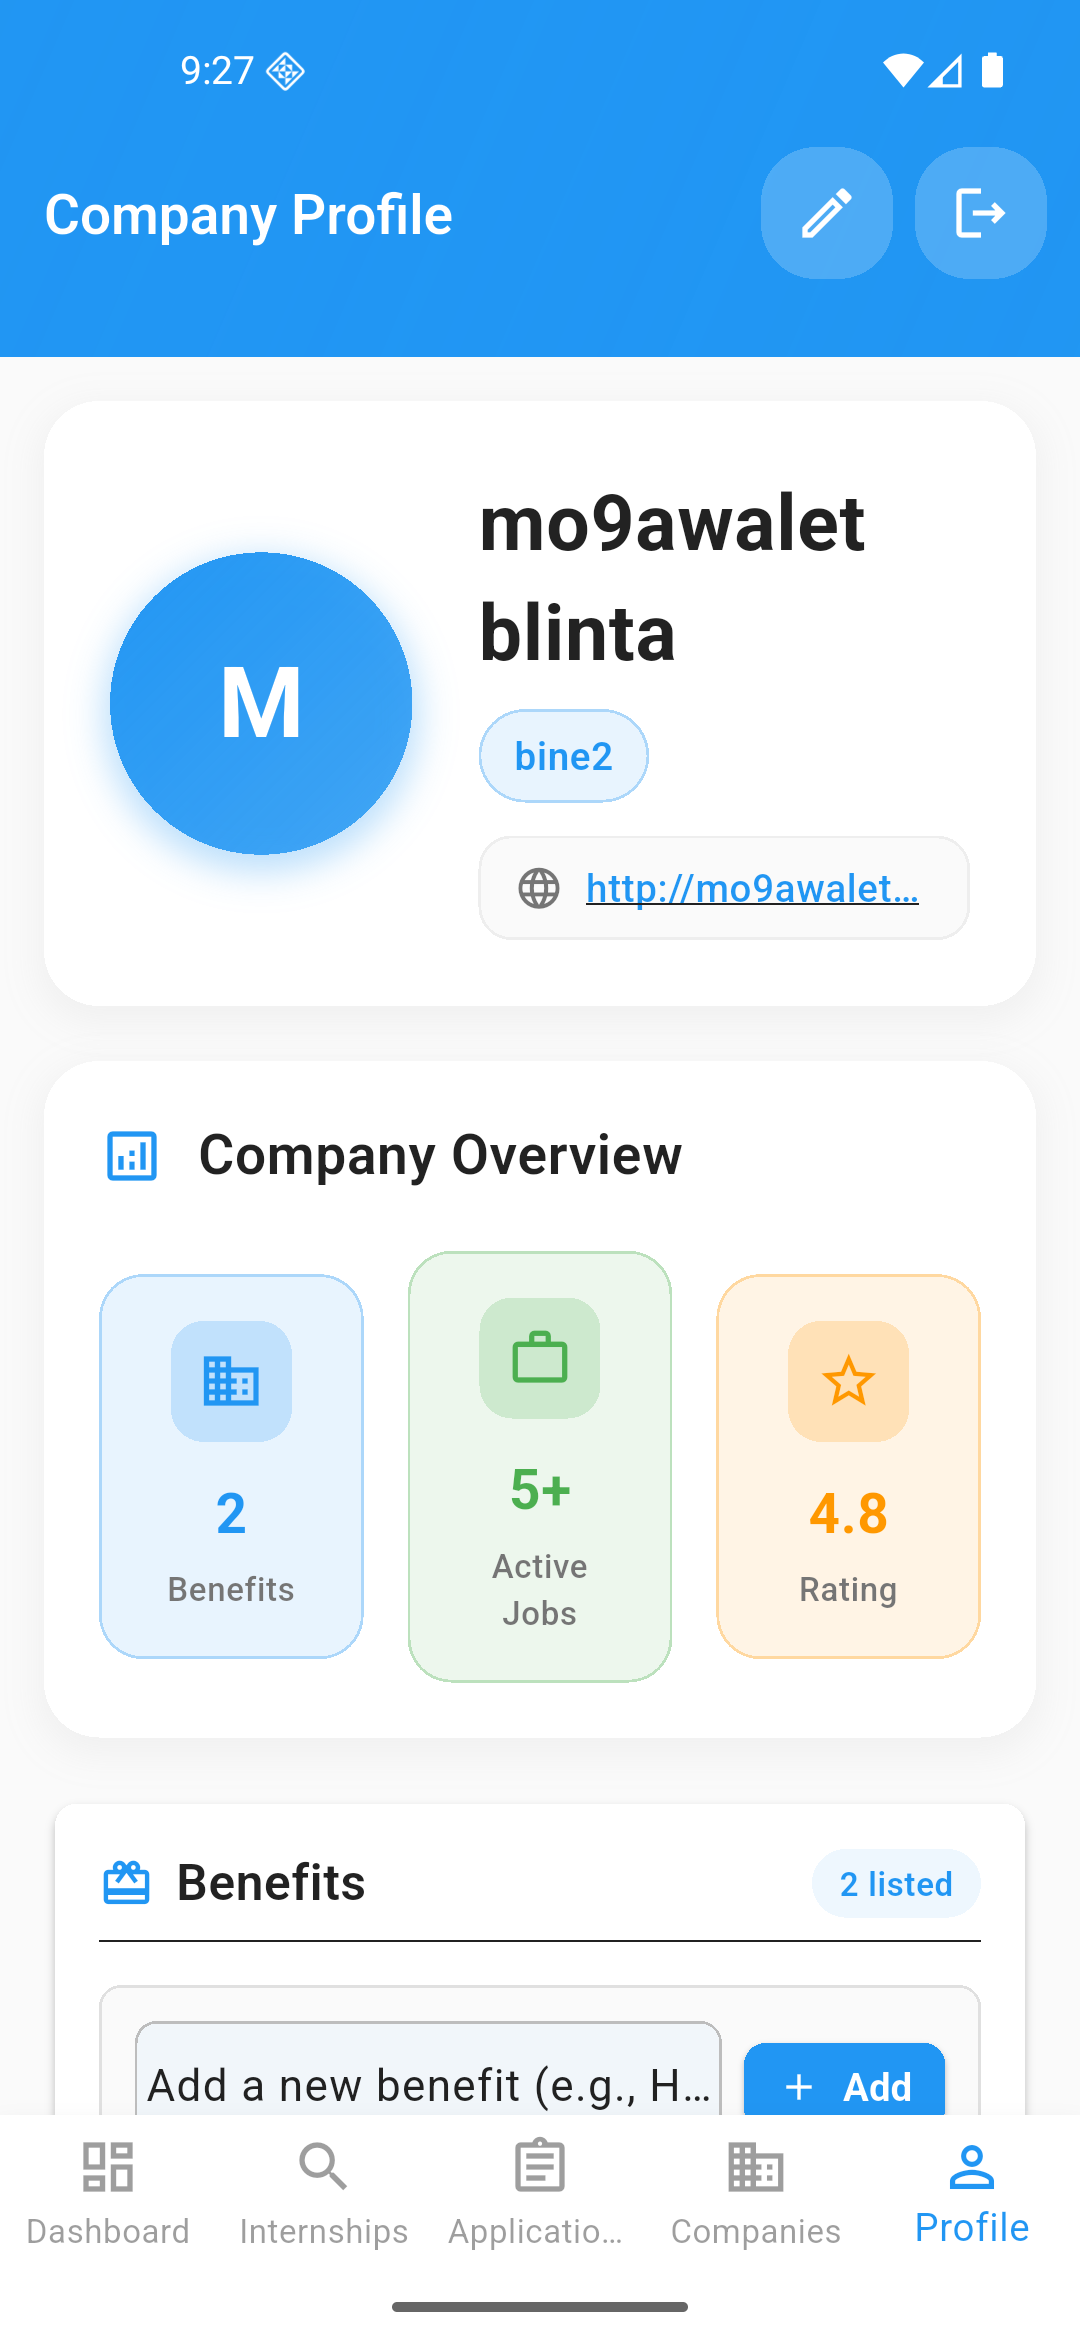 9:27
Company Profile
M
mo9awalet
blinta
bine2
http://mo9awalet…
Company Overview
2
Benefits
5+
Active
Jobs
4.8
Rating
Benefits
2 listed
Add a new benefit (e.g., H…
+ Add
Dashboard
Internships
Applicatio…
Companies
Profile